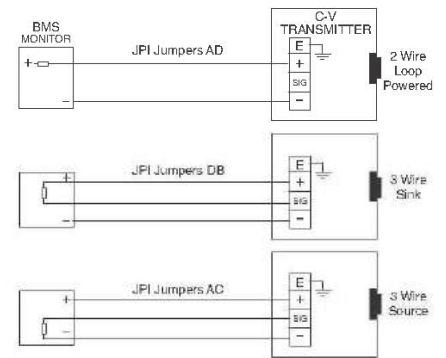 BMS
MONITOR
+
−
JPI Jumpers AD
C-V
TRANSMITTER
E
+
SIG
−
2 Wire
Loop
Powered
+
−
JPI Jumpers DB
E
+
SIG
−
3 Wire
Sink
+
−
JPI Jumpers AC
E
+
SIG
−
3 Wire
Source